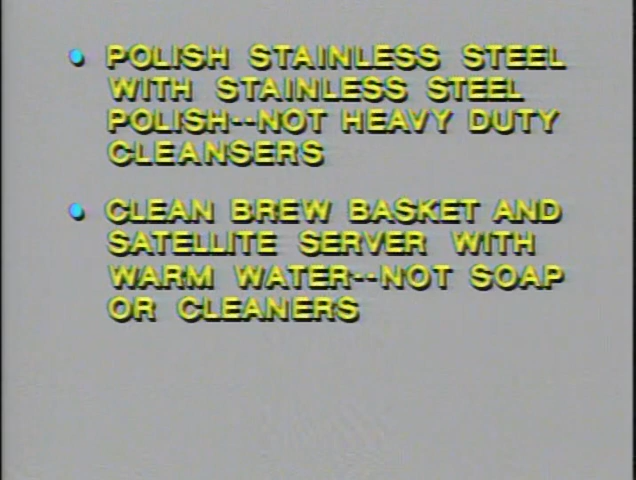 • POLISH STAINLESS STEEL
WITH STAINLESS STEEL
POLISH--NOT HEAVY DUTY
CLEANSERS
• CLEAN BREW BASKET AND
SATELLITE SERVER WITH
WARM WATER--NOT SOAP
OR CLEANERS